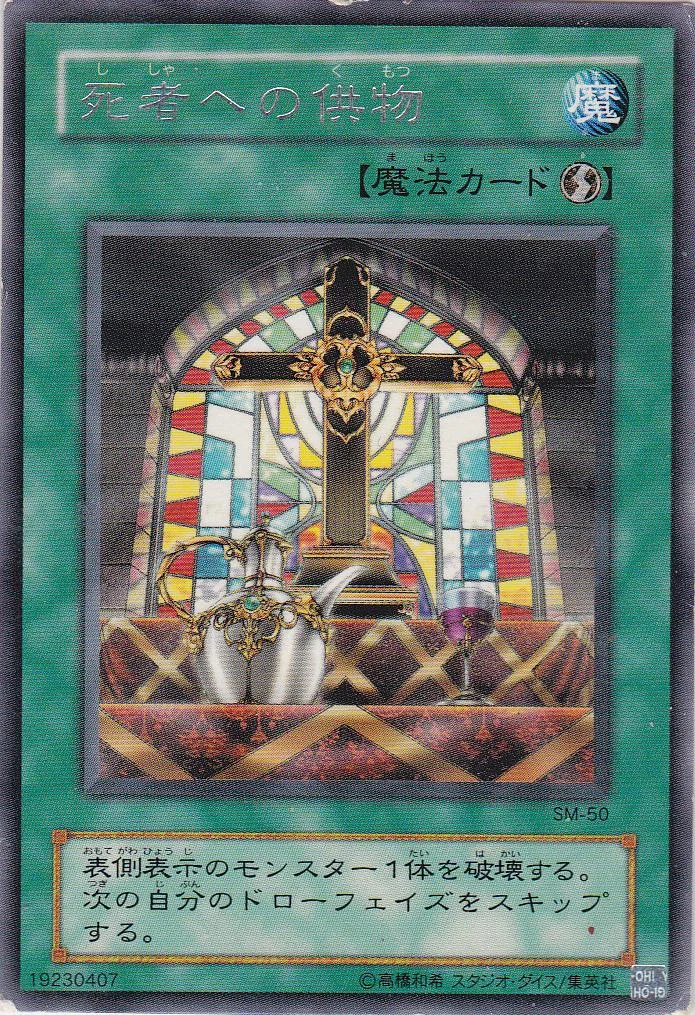 死者への供物
魔
【魔法カード】
SM-50
表側表示のモンスター1体を破壊する。
次の自分のドローフェイズをスキップ
する。
19230407
©高橋和希 スタジオ・ダイス/集英社